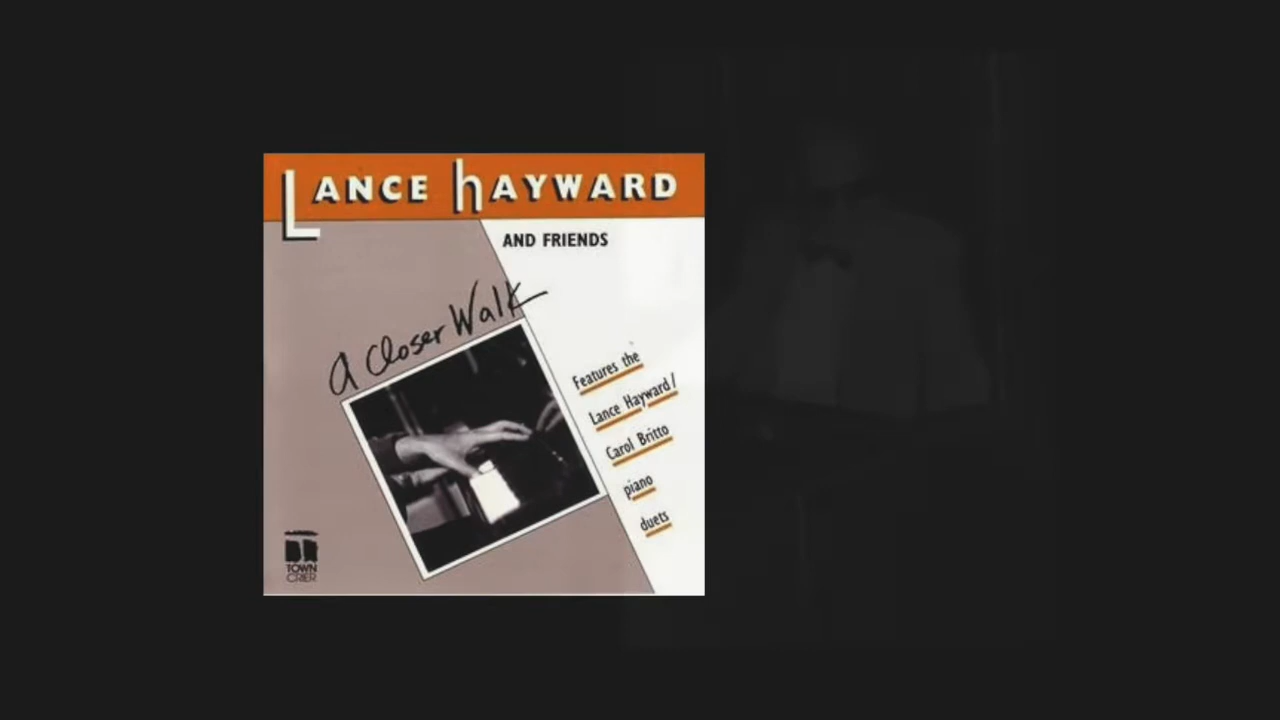 LANCE hAYWARD
AND FRIENDS
A Closer Walk
Features the
Lance Hayward/
Carol Britto
piano
duets
TOWN
CRIER